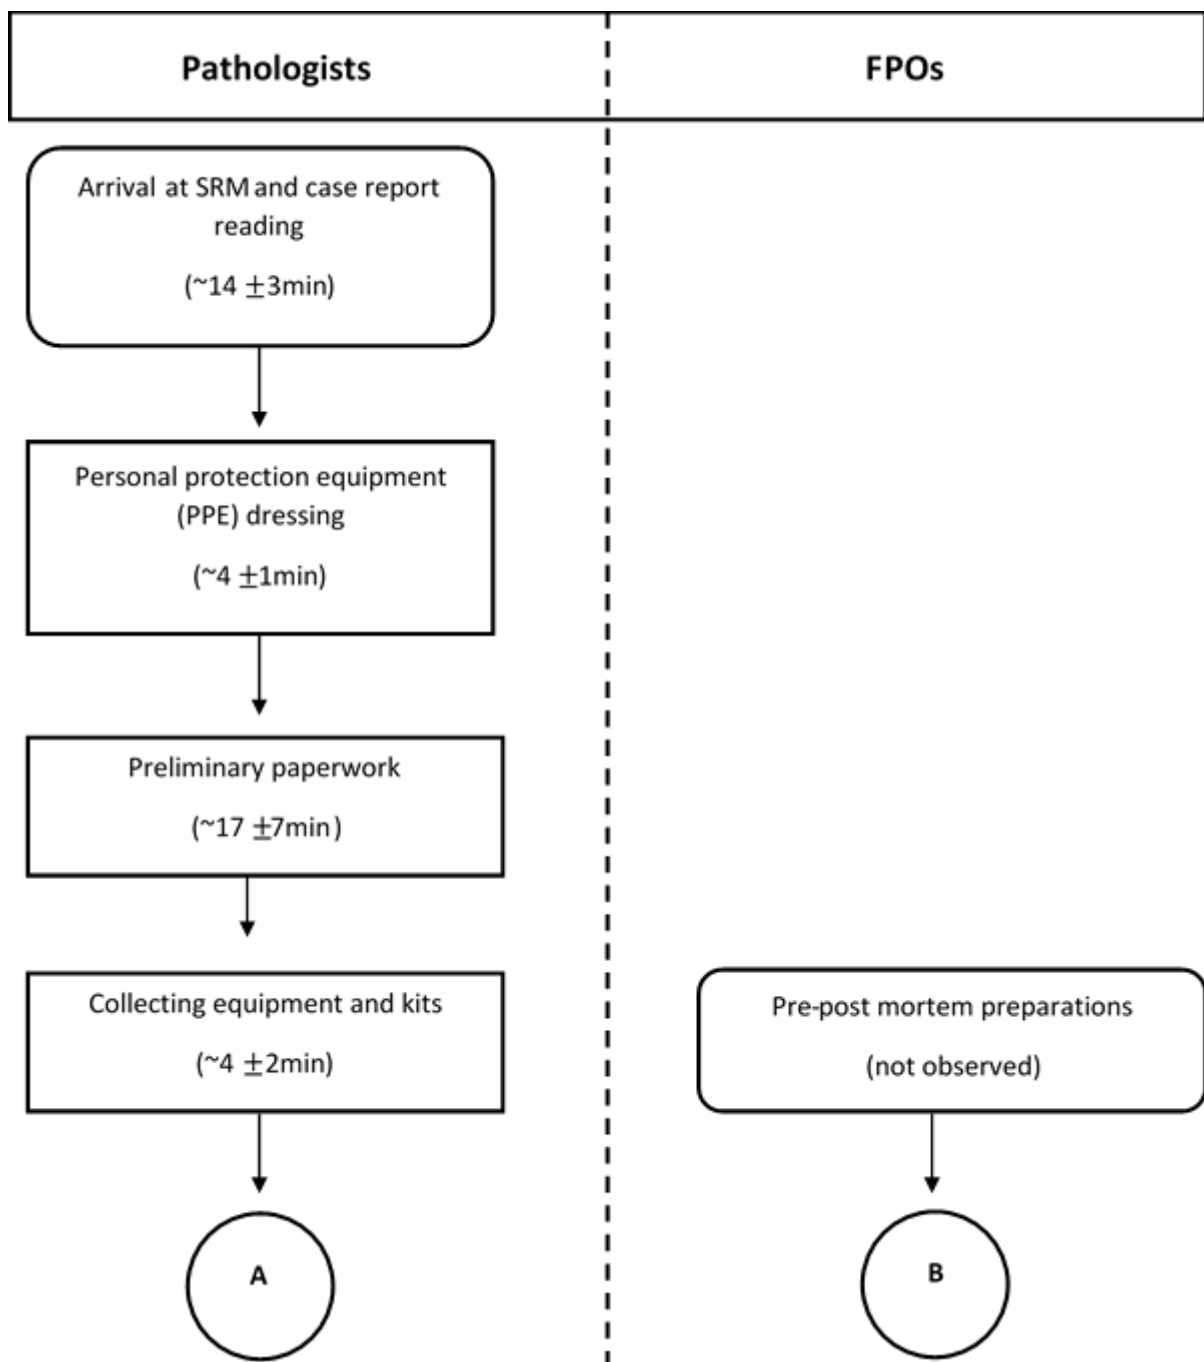 Pathologists
FPOs
Arrival at SRM and case report
reading
(~14 ±3min)
Personal protection equipment
(PPE) dressing
(~4 ±1min)
Preliminary paperwork
(~17 ±7min)
Collecting equipment and kits
(~4 ±2min)
Pre-post mortem preparations
(not observed)
A
B